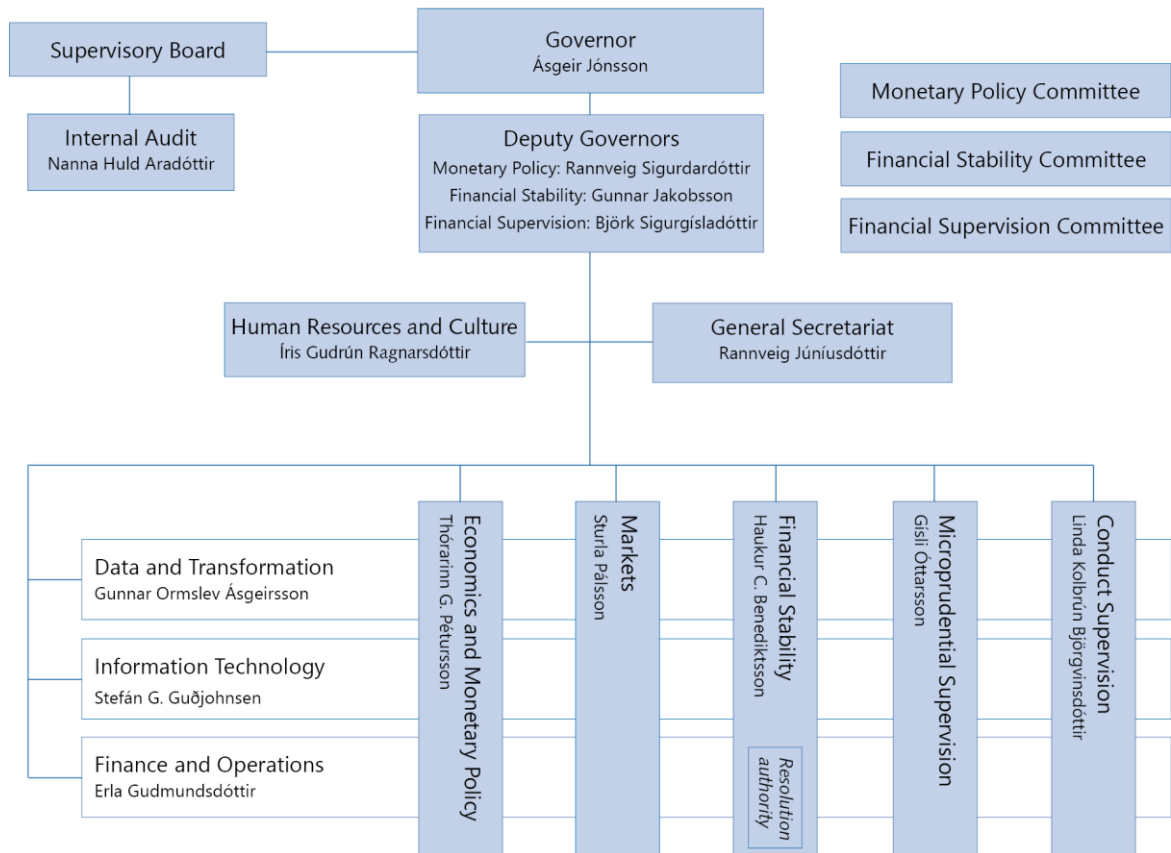 Supervisory Board
Governor
Ásgeir Jónsson
Internal Audit
Nanna Huld Aradóttir
Deputy Governors
Monetary Policy: Rannveig Sigurdardóttir
Financial Stability: Gunnar Jakobsson
Financial Supervision: Björk Sigurgísladóttir
Monetary Policy Committee
Financial Stability Committee
Financial Supervision Committee
Human Resources and Culture
Íris Gudrún Ragnarsdóttir
General Secretariat
Rannveig Júníusdóttir
Data and Transformation
Gunnar Ormslev Ásgeirsson
Information Technology
Stefán G. Guðjohnsen
Finance and Operations
Erla Gudmundsdóttir
Economics and Monetary Policy
Thórarinn G. Pétursson
Markets
Sturla Pálsson
Financial Stability
Haukur C. Benediktsson
Resolution
authority
Microprudential Supervision
Gísli Óttarsson
Conduct Supervision
Linda Kolbrún Björgvinsdóttir